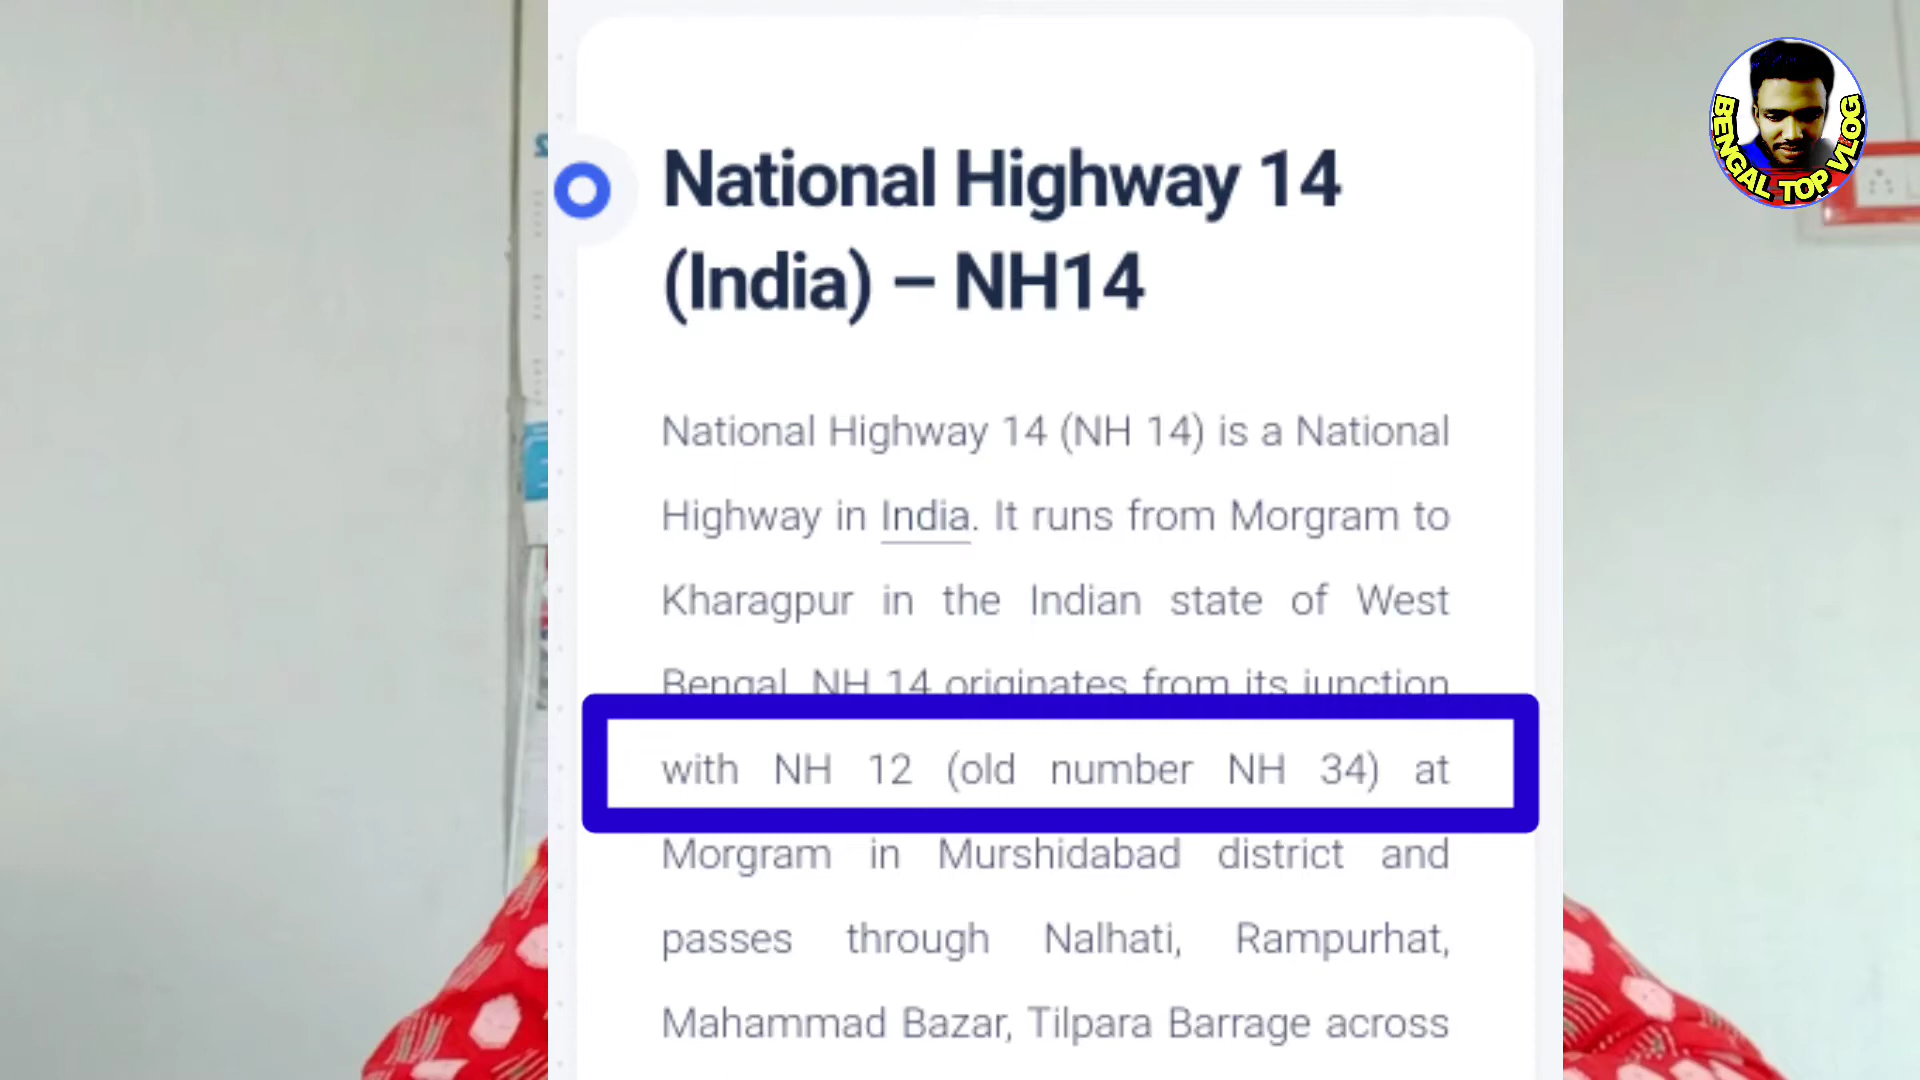 National Highway 14
(India) – NH14
National Highway 14 (NH 14) is a National
Highway in India. It runs from Morgram to
Kharagpur in the Indian state of West
Bengal. NH 14 originates from its junction
with NH 12 (old number NH 34) at
Morgram in Murshidabad district and
passes through Nalhati, Rampurhat,
Mahammad Bazar, Tilpara Barrage across
BENGAL TOP VLOG